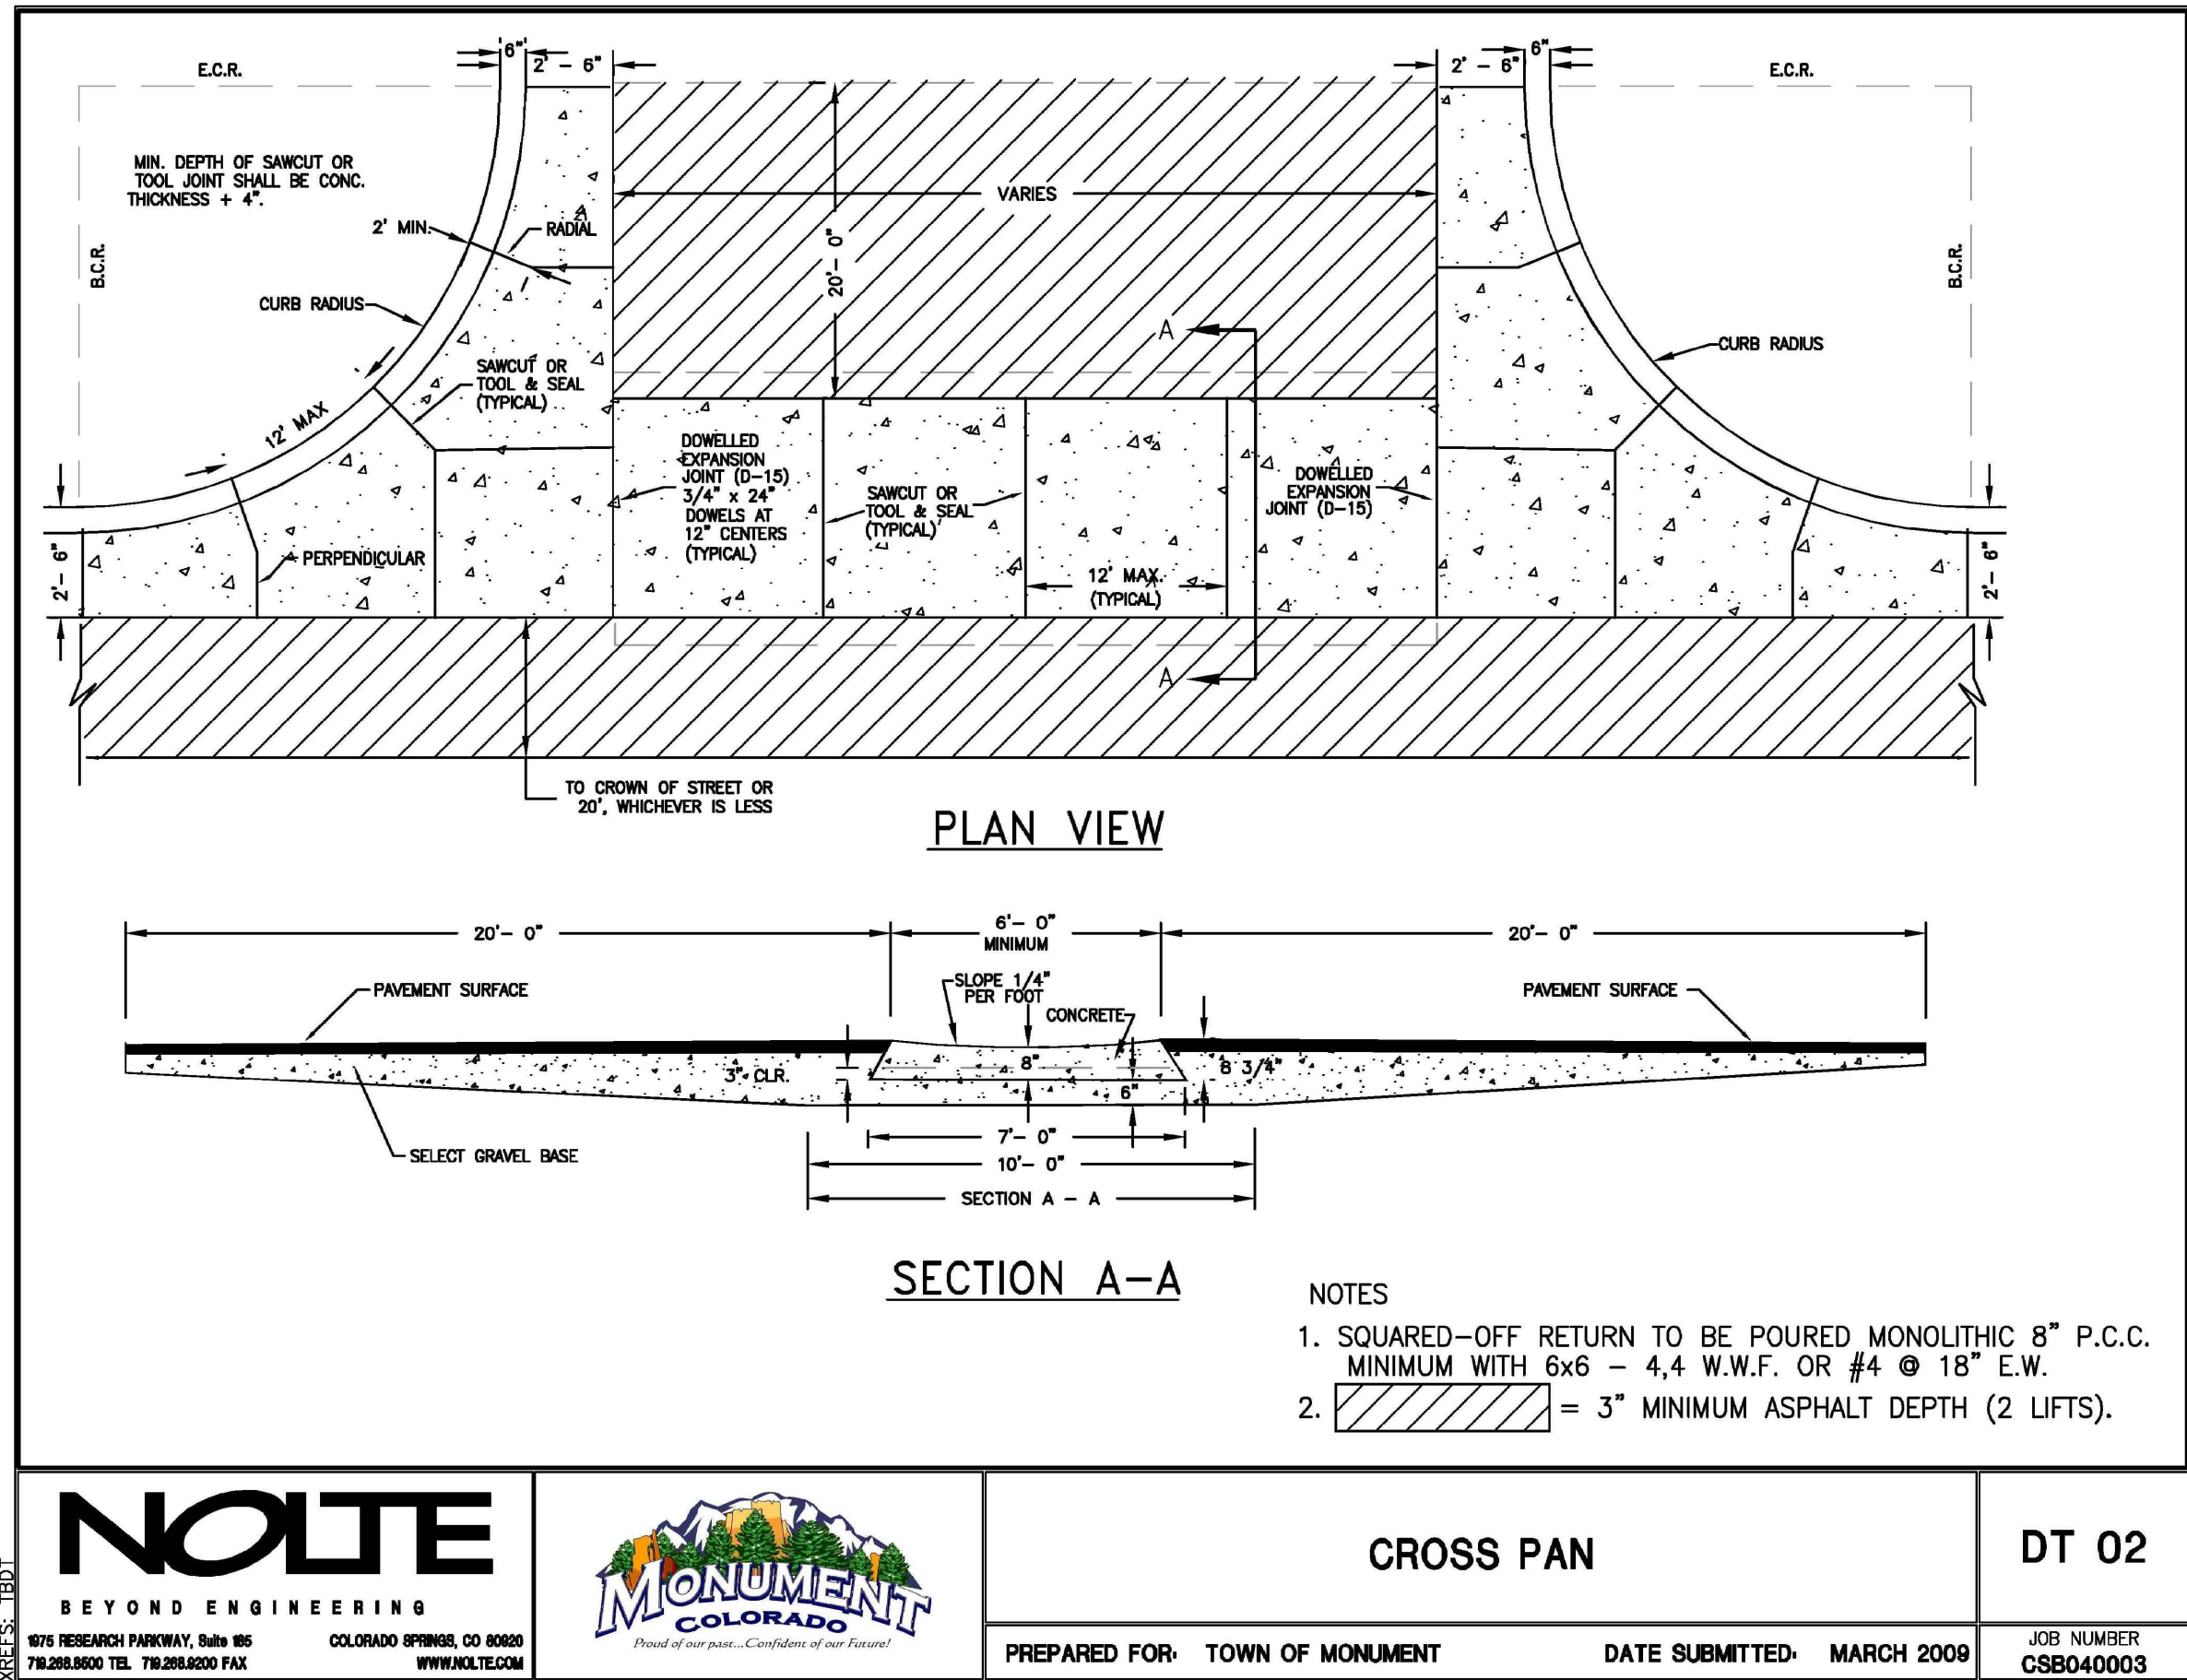 6"
2' - 6"
E.C.R.
2' - 6"
6"
E.C.R.
MIN. DEPTH OF SAWCUT OR
TOOL JOINT SHALL BE CONC.
THICKNESS + 4".
VARIES
2' MIN.
RADIAL
20'- 0"
B.C.R.
B.C.R.
CURB RADIUS
A
CURB RADIUS
SAWCUT OR
TOOL & SEAL
(TYPICAL)
12' MAX
DOWELLED
EXPANSION
JOINT (D-15)
3/4" x 24"
DOWELS AT
12" CENTERS
(TYPICAL)
SAWCUT OR
TOOL & SEAL
(TYPICAL)
DOWELLED
EXPANSION
JOINT (D-15)
PERPENDICULAR
12' MAX.
(TYPICAL)
2'- 6"
2'- 6"
A
TO CROWN OF STREET OR
20', WHICHEVER IS LESS
PLAN VIEW
20'- 0"
6'- 0"
MINIMUM
20'- 0"
PAVEMENT SURFACE
SLOPE 1/4"
PER FOOT
CONCRETE
PAVEMENT SURFACE
3" CLR.
8"
8 3/4"
6"
7'- 0"
SELECT GRAVEL BASE
10'- 0"
SECTION A - A
SECTION A-A
NOTES
1. SQUARED-OFF RETURN TO BE POURED MONOLITHIC 8" P.C.C.
MINIMUM WITH 6x6 - 4,4 W.W.F. OR #4 @ 18" E.W.
2. = 3" MINIMUM ASPHALT DEPTH (2 LIFTS).
XREFS: TBDT
NOLTE
BEYOND ENGINEERING
1975 RESEARCH PARKWAY, Suite 165 COLORADO SPRINGS, CO 80920
719.268.8500 TEL 719.268.9200 FAX WWW.NOLTE.COM
MONUMENT
COLORADO
Proud of our past...Confident of our Future!
CROSS PAN
DT 02
PREPARED FOR: TOWN OF MONUMENT DATE SUBMITTED: MARCH 2009
JOB NUMBER
CSB040003